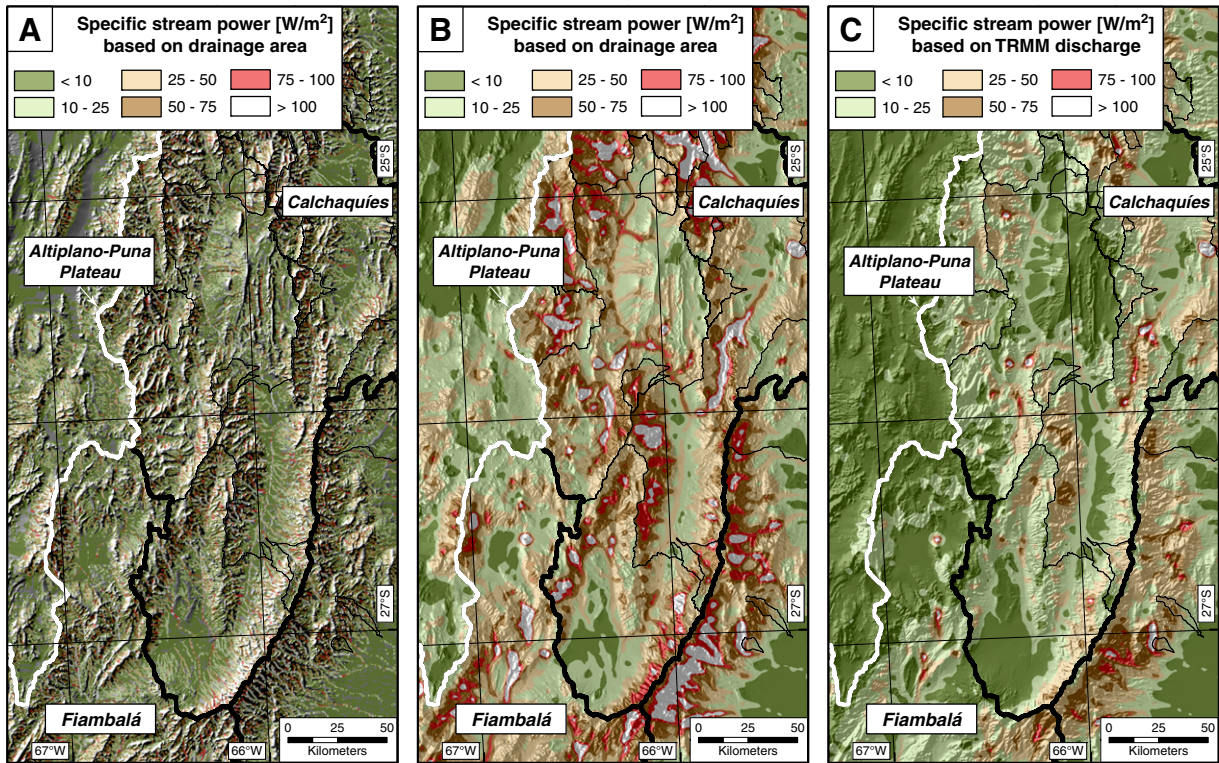 A
Specific stream power [W/m²]
based on drainage area
< 10
25 - 50
75 - 100
10 - 25
50 - 75
> 100
25°S
Calchaquíes
Altiplano-Puna
Plateau
27°S
Fiambalá
0 25 50
Kilometers
67°W
66°W
B
Specific stream power [W/m²]
based on drainage area
< 10
25 - 50
75 - 100
10 - 25
50 - 75
> 100
25°S
Calchaquíes
Altiplano-Puna
Plateau
27°S
Fiambalá
0 25 50
Kilometers
67°W
66°W
C
Specific stream power [W/m²]
based on TRMM discharge
< 10
25 - 50
75 - 100
10 - 25
50 - 75
> 100
25°S
Calchaquíes
Altiplano-Puna
Plateau
27°S
Fiambalá
0 25 50
Kilometers
67°W
66°W